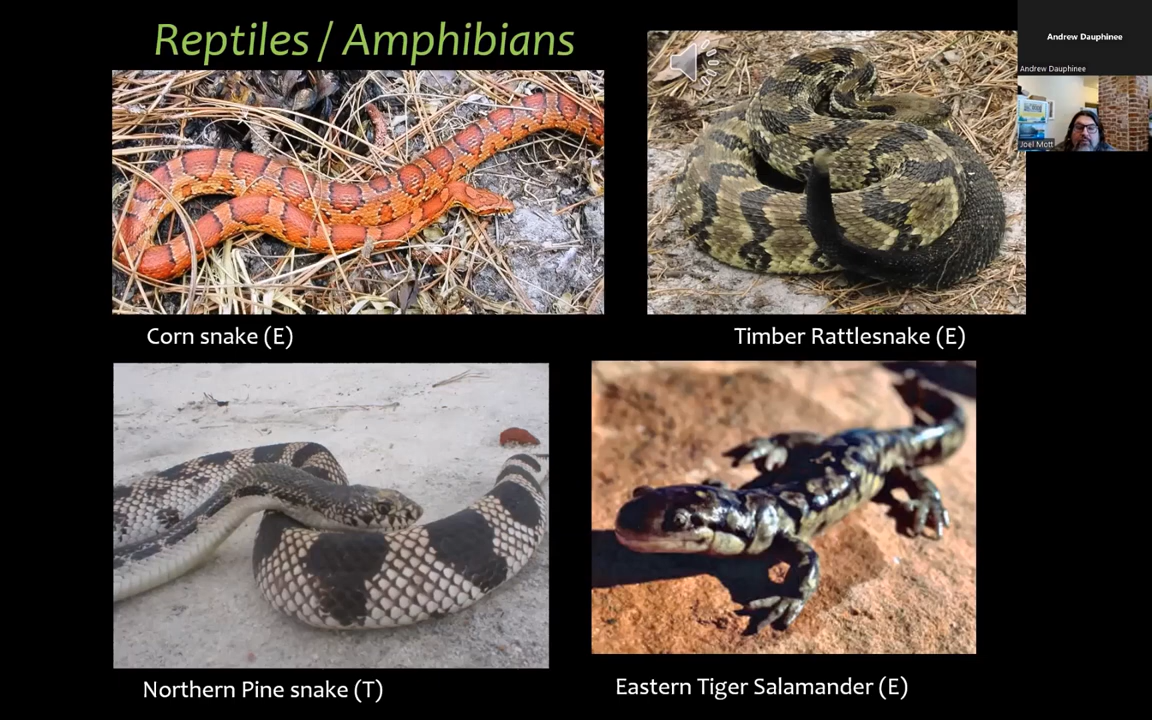 Reptiles / Amphibians
Corn snake (E)
Timber Rattlesnake (E)
Northern Pine snake (T)
Eastern Tiger Salamander (E)
Andrew Dauphinee
Andrew Dauphinee
Joel Mott